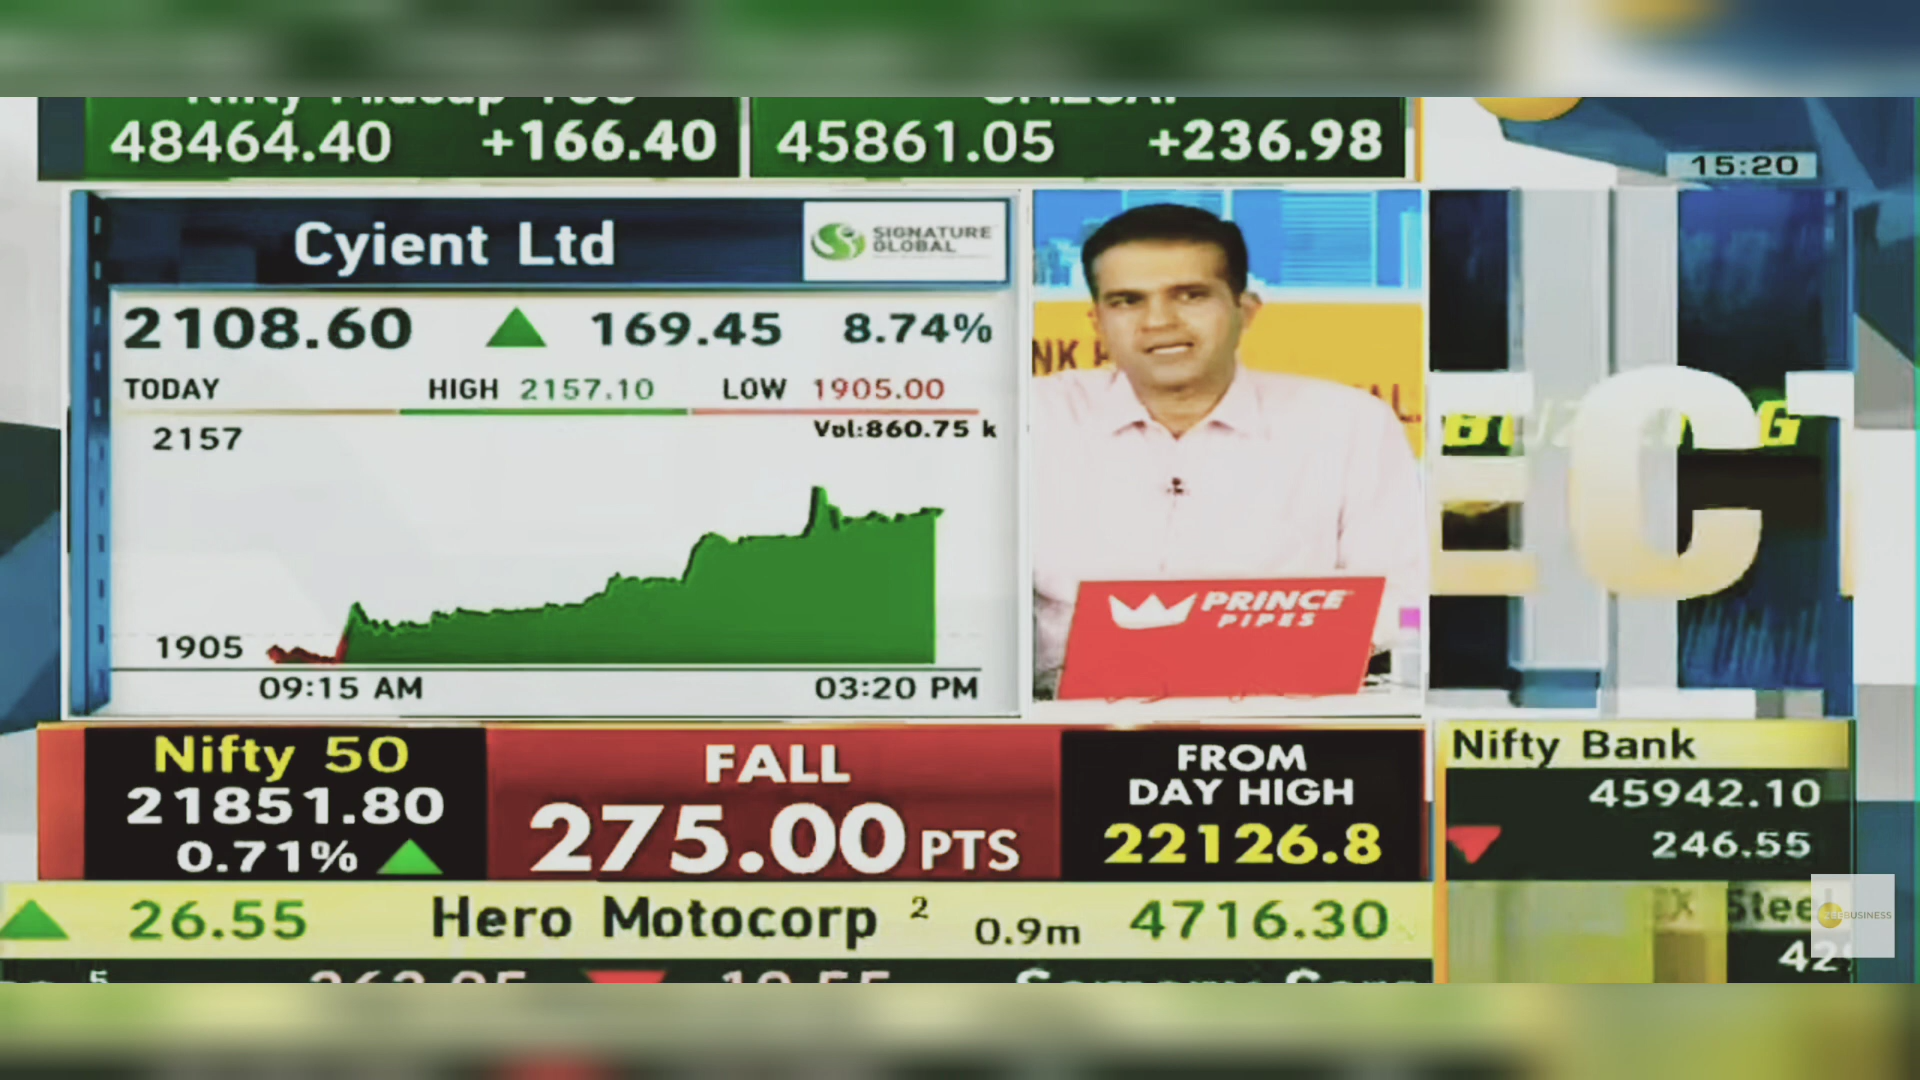 48464.40 +166.40
45861.05 +236.98
15:20
Cyient Ltd
SIGNATURE
GLOBAL
2108.60 169.45 8.74%
TODAY HIGH 2157.10 LOW 1905.00
Vol:860.75 k
2157
1905
09:15 AM 03:20 PM
PRINCE
PIPES
ECT
Nifty 50
21851.80
0.71%
FALL
275.00 PTS
FROM
DAY HIGH
22126.8
Nifty Bank
45942.10
246.55
26.55 Hero Motocorp 2 0.9m 4716.30
ZEEBUSINESS